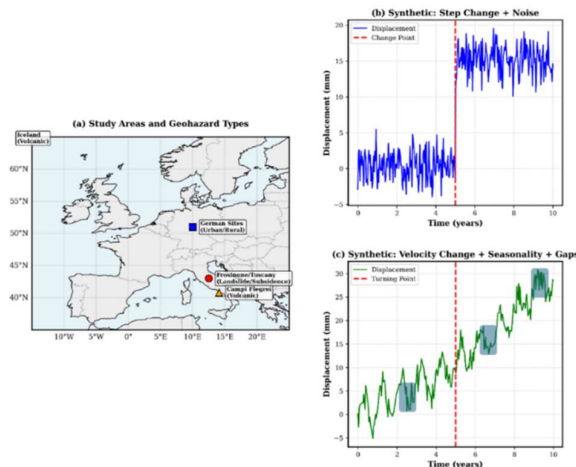 (a) Study Areas and Geohazard Types
Iceland
(Volcanic)
60°N
55°N
50°N
45°N
40°N
German Sites
(Urban/Rural)
Frosinone/Tuscany
(Landslide/Subsidence)
Campi Flegrei
(Volcanic)
10°W 5°W 0° 5°E 10°E 15°E 20°E
(b) Synthetic: Step Change + Noise
Displacement
Change Point
Displacement (mm)
20
15
10
5
0
−5
0 2 4 6 8 10
Time (years)
(c) Synthetic: Velocity Change + Seasonality + Gaps
Displacement
Turning Point
Displacement (mm)
30
25
20
15
10
5
0
−5
0 2 4 6 8 10
Time (years)